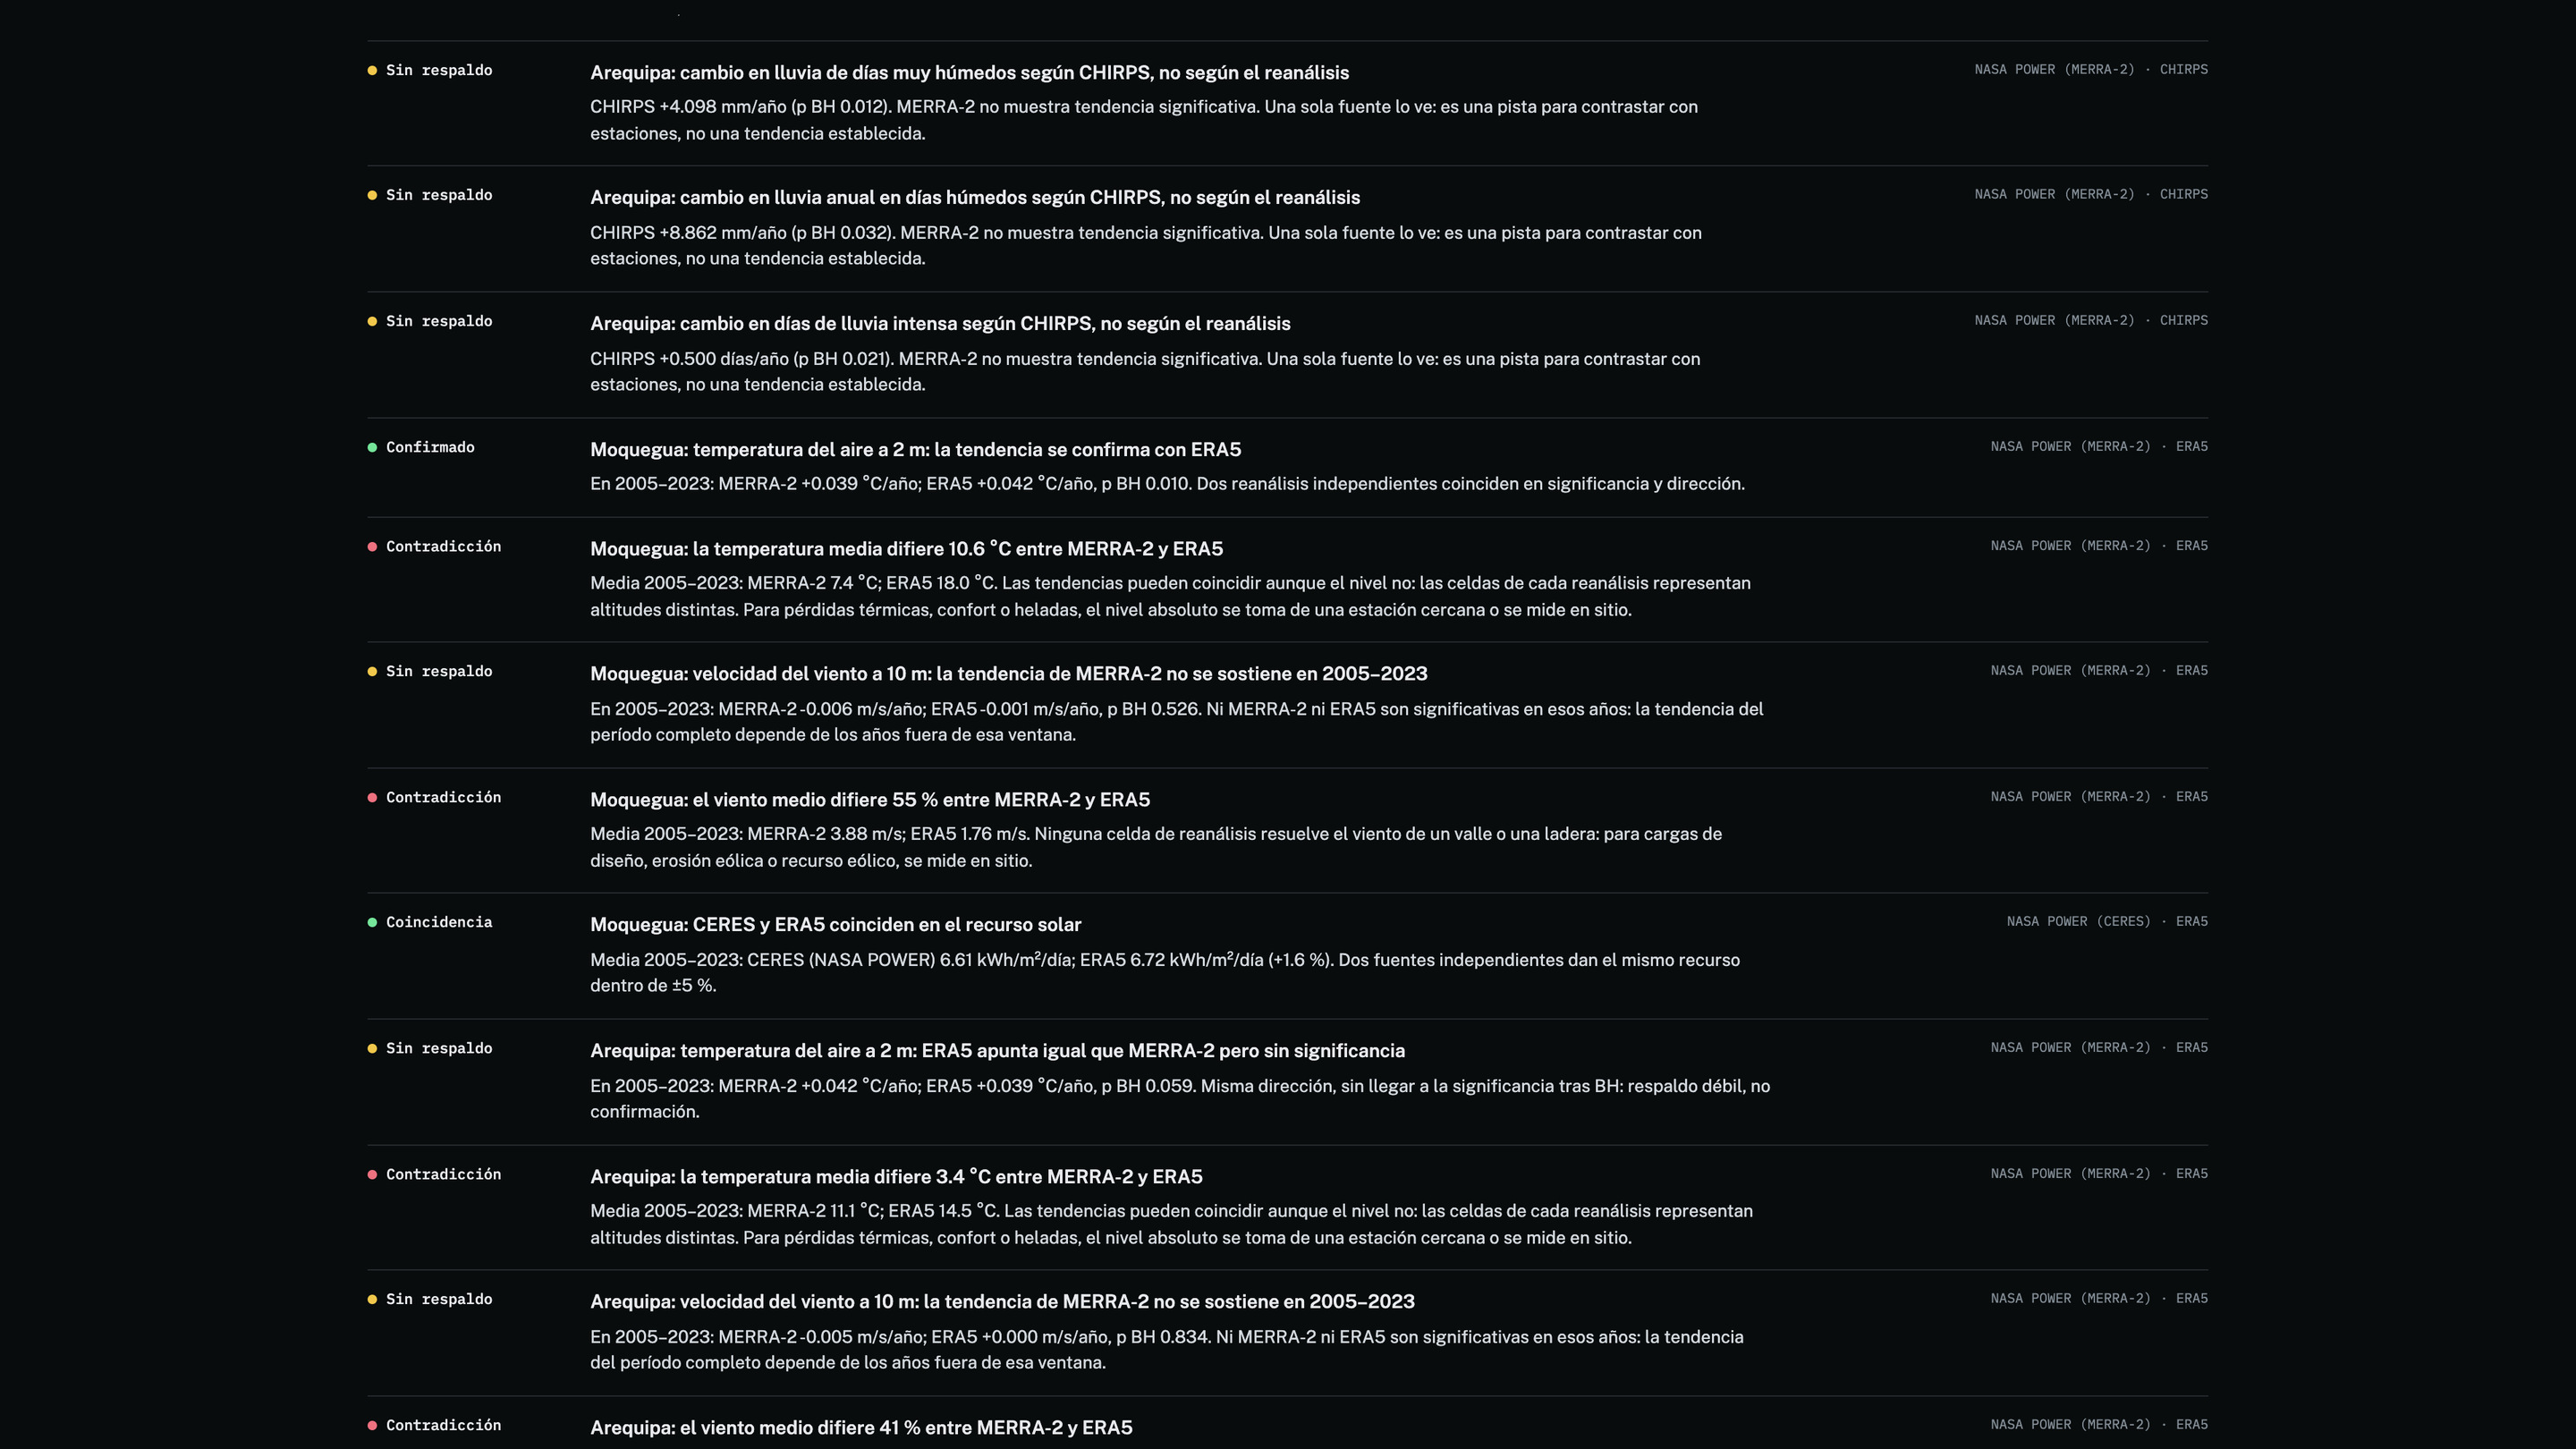 Sin respaldo
Arequipa: cambio en lluvia de días muy húmedos según CHIRPS, no según el reanálisis
NASA POWER (MERRA-2) · CHIRPS
CHIRPS +4.098 mm/año (p BH 0.012). MERRA-2 no muestra tendencia significativa. Una sola fuente lo ve: es una pista para contrastar con
estaciones, no una tendencia establecida.
Sin respaldo
Arequipa: cambio en lluvia anual en días húmedos según CHIRPS, no según el reanálisis
NASA POWER (MERRA-2) · CHIRPS
CHIRPS +8.862 mm/año (p BH 0.032). MERRA-2 no muestra tendencia significativa. Una sola fuente lo ve: es una pista para contrastar con
estaciones, no una tendencia establecida.
Sin respaldo
Arequipa: cambio en días de lluvia intensa según CHIRPS, no según el reanálisis
NASA POWER (MERRA-2) · CHIRPS
CHIRPS +0.500 días/año (p BH 0.021). MERRA-2 no muestra tendencia significativa. Una sola fuente lo ve: es una pista para contrastar con
estaciones, no una tendencia establecida.
Confirmado
Moquegua: temperatura del aire a 2 m: la tendencia se confirma con ERA5
NASA POWER (MERRA-2) · ERA5
En 2005–2023: MERRA-2 +0.039 °C/año; ERA5 +0.042 °C/año, p BH 0.010. Dos reanálisis independientes coinciden en significancia y dirección.
Contradicción
Moquegua: la temperatura media difiere 10.6 °C entre MERRA-2 y ERA5
NASA POWER (MERRA-2) · ERA5
Media 2005–2023: MERRA-2 7.4 °C; ERA5 18.0 °C. Las tendencias pueden coincidir aunque el nivel no: las celdas de cada reanálisis representan
altitudes distintas. Para pérdidas térmicas, confort o heladas, el nivel absoluto se toma de una estación cercana o se mide en sitio.
Sin respaldo
Moquegua: velocidad del viento a 10 m: la tendencia de MERRA-2 no se sostiene en 2005–2023
NASA POWER (MERRA-2) · ERA5
En 2005–2023: MERRA-2 -0.006 m/s/año; ERA5 -0.001 m/s/año, p BH 0.526. Ni MERRA-2 ni ERA5 son significativas en esos años: la tendencia del
período completo depende de los años fuera de esa ventana.
Contradicción
Moquegua: el viento medio difiere 55 % entre MERRA-2 y ERA5
NASA POWER (MERRA-2) · ERA5
Media 2005–2023: MERRA-2 3.88 m/s; ERA5 1.76 m/s. Ninguna celda de reanálisis resuelve el viento de un valle o una ladera: para cargas de
diseño, erosión eólica o recurso eólico, se mide en sitio.
Coincidencia
Moquegua: CERES y ERA5 coinciden en el recurso solar
NASA POWER (CERES) · ERA5
Media 2005–2023: CERES (NASA POWER) 6.61 kWh/m²/día; ERA5 6.72 kWh/m²/día (+1.6 %). Dos fuentes independientes dan el mismo recurso
dentro de ±5 %.
Sin respaldo
Arequipa: temperatura del aire a 2 m: ERA5 apunta igual que MERRA-2 pero sin significancia
NASA POWER (MERRA-2) · ERA5
En 2005–2023: MERRA-2 +0.042 °C/año; ERA5 +0.039 °C/año, p BH 0.059. Misma dirección, sin llegar a la significancia tras BH: respaldo débil, no
confirmación.
Contradicción
Arequipa: la temperatura media difiere 3.4 °C entre MERRA-2 y ERA5
NASA POWER (MERRA-2) · ERA5
Media 2005–2023: MERRA-2 11.1 °C; ERA5 14.5 °C. Las tendencias pueden coincidir aunque el nivel no: las celdas de cada reanálisis representan
altitudes distintas. Para pérdidas térmicas, confort o heladas, el nivel absoluto se toma de una estación cercana o se mide en sitio.
Sin respaldo
Arequipa: velocidad del viento a 10 m: la tendencia de MERRA-2 no se sostiene en 2005–2023
NASA POWER (MERRA-2) · ERA5
En 2005–2023: MERRA-2 -0.005 m/s/año; ERA5 +0.000 m/s/año, p BH 0.834. Ni MERRA-2 ni ERA5 son significativas en esos años: la tendencia
del período completo depende de los años fuera de esa ventana.
Contradicción
Arequipa: el viento medio difiere 41 % entre MERRA-2 y ERA5
NASA POWER (MERRA-2) · ERA5